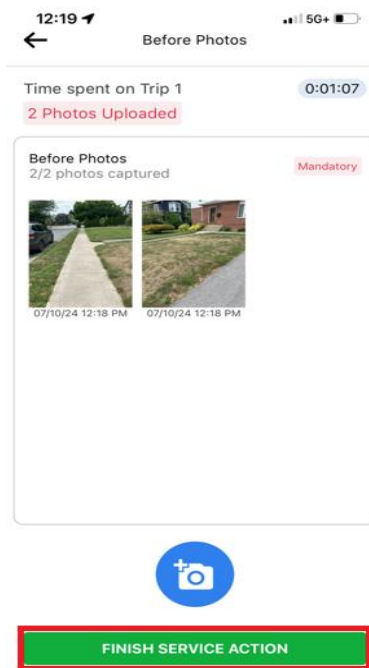 12:19 5G+
Before Photos
Time spent on Trip 1 0:01:07
2 Photos Uploaded
Before Photos Mandatory
2/2 photos captured
07/10/24 12:18 PM 07/10/24 12:18 PM
FINISH SERVICE ACTION